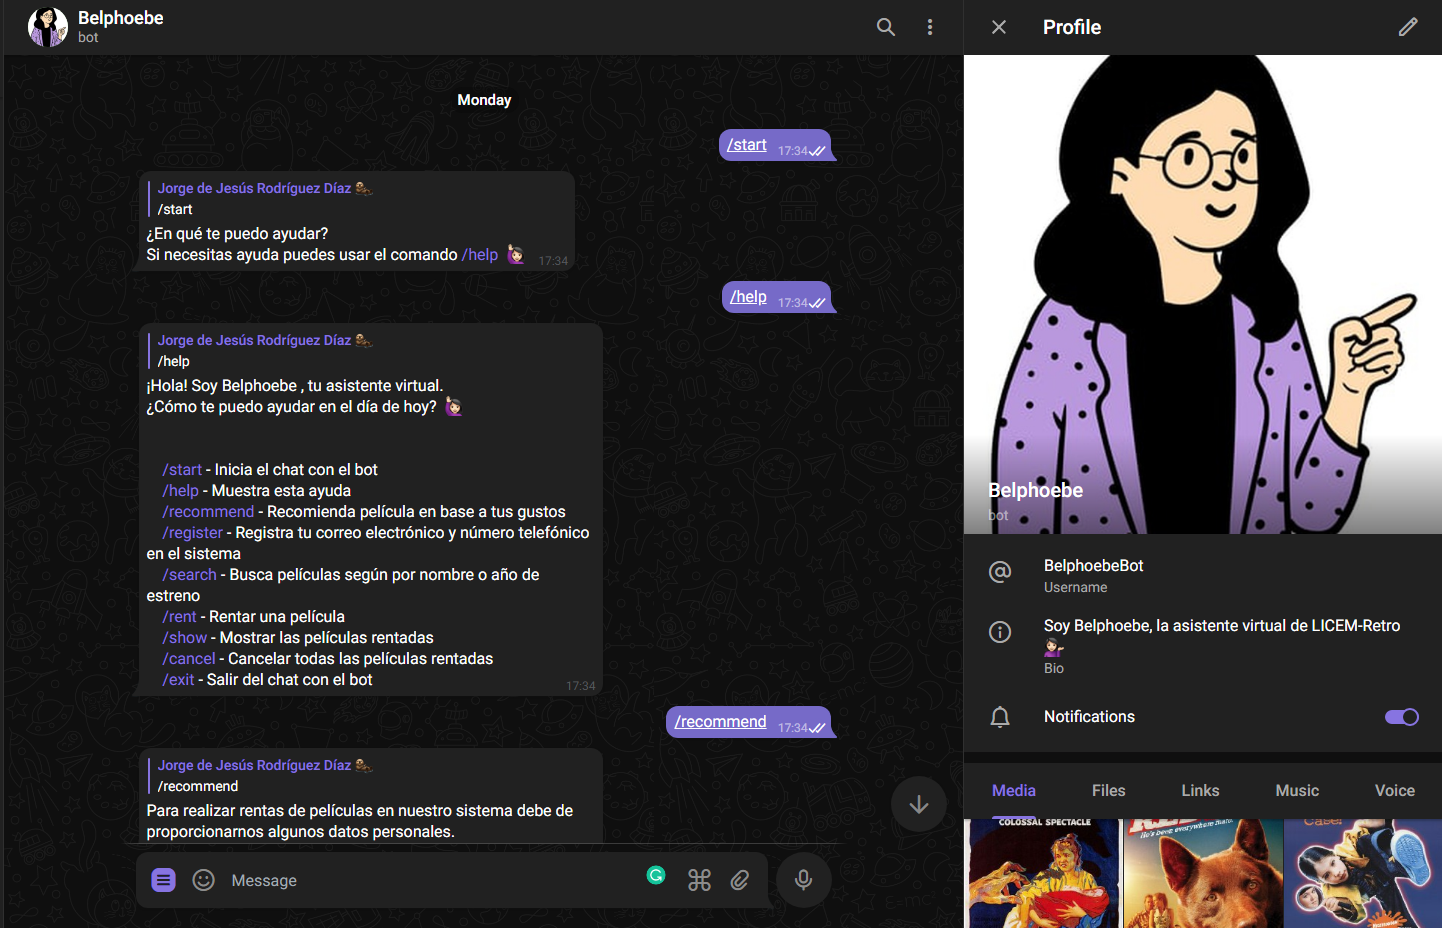 Belphoebe
bot
Monday
/start 17:34
Jorge de Jesús Rodríguez Díaz
/start
¿En qué te puedo ayudar?
Si necesitas ayuda puedes usar el comando /help 17:34
/help 17:34
Jorge de Jesús Rodríguez Díaz
/help
¡Hola! Soy Belphoebe , tu asistente virtual.
¿Cómo te puedo ayudar en el día de hoy?
/start - Inicia el chat con el bot
/help - Muestra esta ayuda
/recommend - Recomienda película en base a tus gustos
/register - Registra tu correo electrónico y número telefónico
en el sistema
/search - Busca películas según por nombre o año de
estreno
/rent - Rentar una película
/show - Mostrar las películas rentadas
/cancel - Cancelar todas las películas rentadas
/exit - Salir del chat con el bot
17:34
/recommend 17:34
Jorge de Jesús Rodríguez Díaz
/recommend
Para realizar rentas de películas en nuestro sistema debe de
proporcionarnos algunos datos personales.
Message
Profile
Belphoebe
bot
BelphoebeBot
Username
Soy Belphoebe, la asistente virtual de LICEM-Retro
Bio
Notifications
Media Files Links Music Voice
COLOSSAL SPECTACLE
He's been everywhere mate.
Case!
E=mc